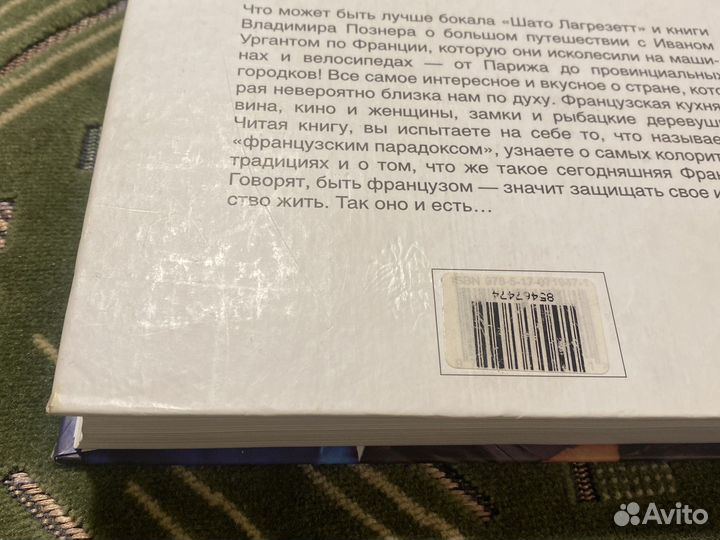 Что может быть лучше бокала «Шато Лагрезетт» и книги
Владимира Познера о большом путешествии с Иваном
Ургантом по Франции, которую они исколесили на маши-
нах и велосипедах — от Парижа до провинциальных
городков! Все самое интересное и вкусное о стране, кото-
рая невероятно близка нам по духу. Французская кухня
вина, кино и женщины, замки и рыбацкие деревуш
Читая книгу, вы испытаете на себе то, что называе
«французским парадоксом», узнаете о самых колорит
традициях и о том, что же такое сегодняшняя Фран
Говорят, быть французом — значит защищать свое и
ство жить. Так оно и есть...
85467474
Avito